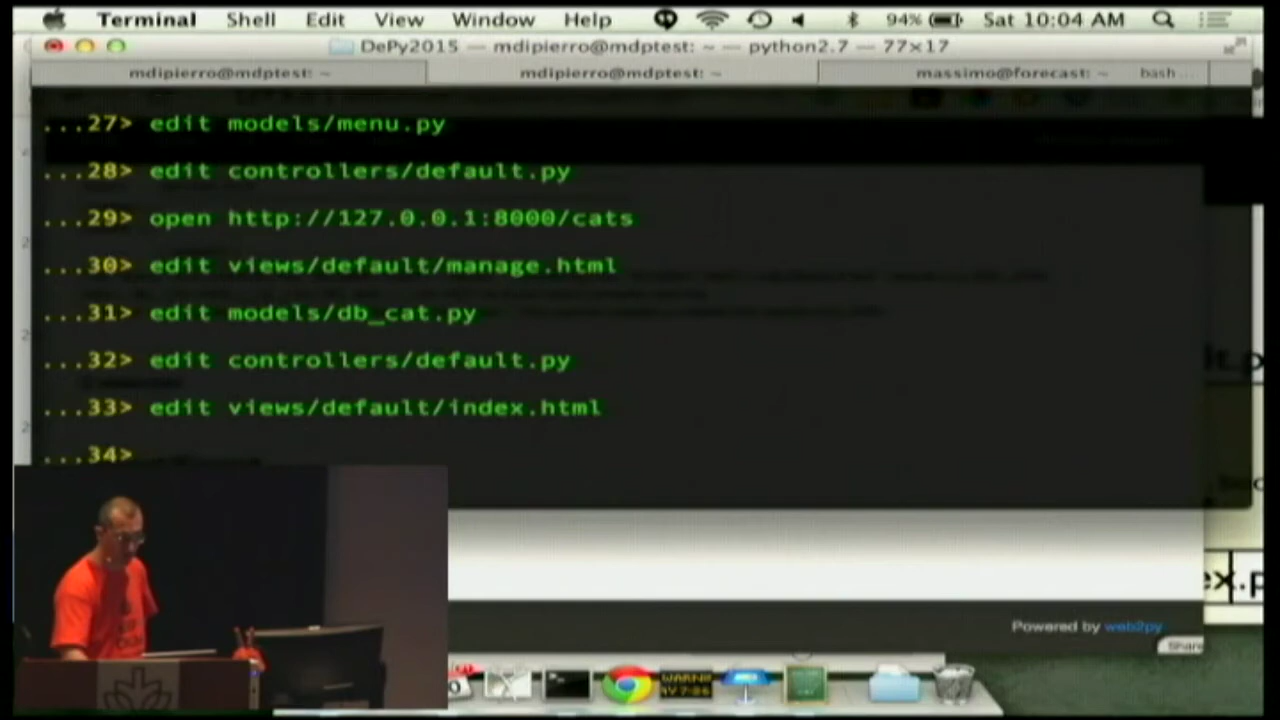 Terminal Shell Edit View Window Help 94% Sat 10:04 AM
DePy2015 — mdipierro@mdptest: ~ — python2.7 — 77×17
mdipierro@mdptest: ~ mdipierro@mdptest: ~ massimo@forecast: ~ bash ...
...27> edit models/menu.py
...28> edit controllers/default.py
...29> open http://127.0.0.1:8000/cats
...30> edit views/default/manage.html
...31> edit models/db_cat.py
...32> edit controllers/default.py
...33> edit views/default/index.html
...34>
ex.p
Powered by web2py
Share